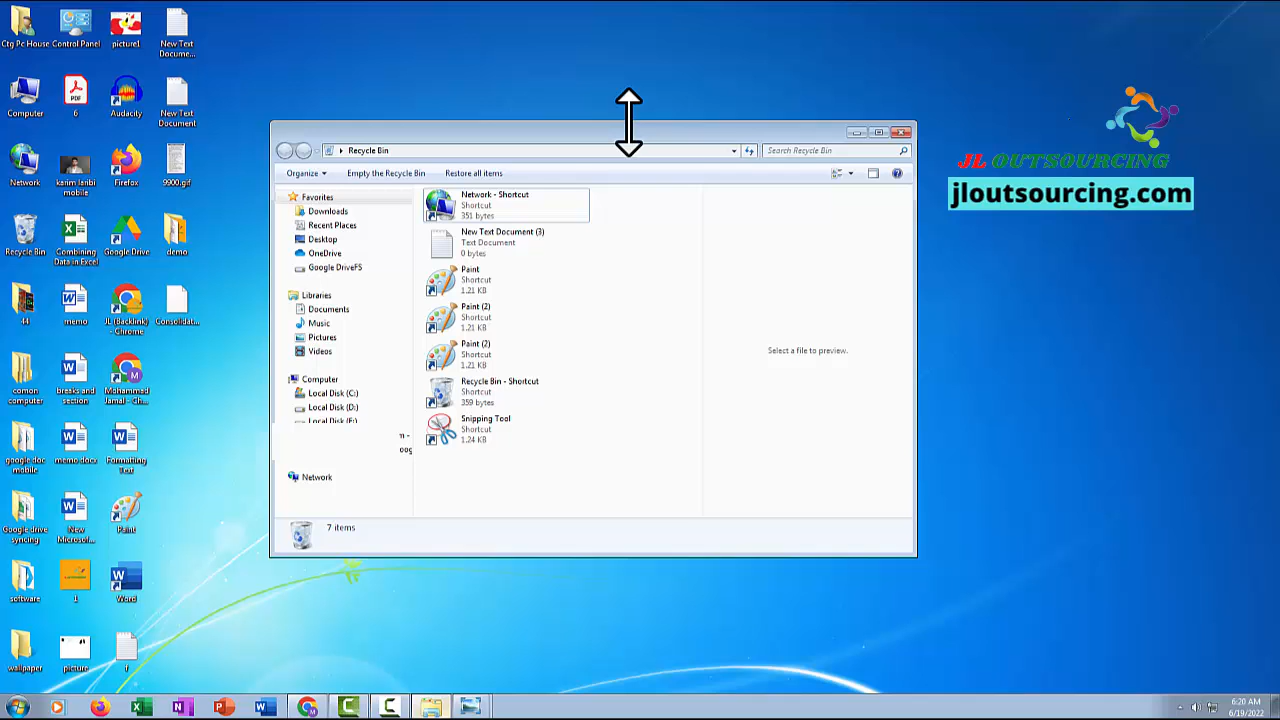 Ctg Pc House
Control Panel
picture1
New Text
Docume...
Computer
6
Audacity
New Text
Document
Network
karim laribi
mobile
Firefox
9900.gif
Recycle Bin
Combining
Data in Excel
Google Drive
demo
44
memo
JL (Backlink)
- Chrome
Consolidat...
comon
computer
breaks and
section
Mohammad
Jamal - Ch...
google doc
mobile
memo docx
Formatting
Text
Google drive
syncing
New
Microsof...
Paint
software
1
Word
wallpaper
picture
Recycle Bin
Search Recycle Bin
Organize
Empty the Recycle Bin
Restore all items
Favorites
Downloads
Recent Places
Desktop
OneDrive
Google DriveFS
Libraries
Documents
Music
Pictures
Videos
Computer
Local Disk (C:)
Local Disk (D:)
Local Disk (E:)
Network
Network - Shortcut
Shortcut
351 bytes
New Text Document (3)
Text Document
0 bytes
Paint
Shortcut
1.21 KB
Paint (2)
Shortcut
1.21 KB
Paint (2)
Shortcut
1.21 KB
Recycle Bin - Shortcut
Shortcut
359 bytes
Snipping Tool
Shortcut
1.24 KB
Select a file to preview.
7 items
JL OUTSOURCING
jloutsourcing.com
6:20 AM
6/19/2022